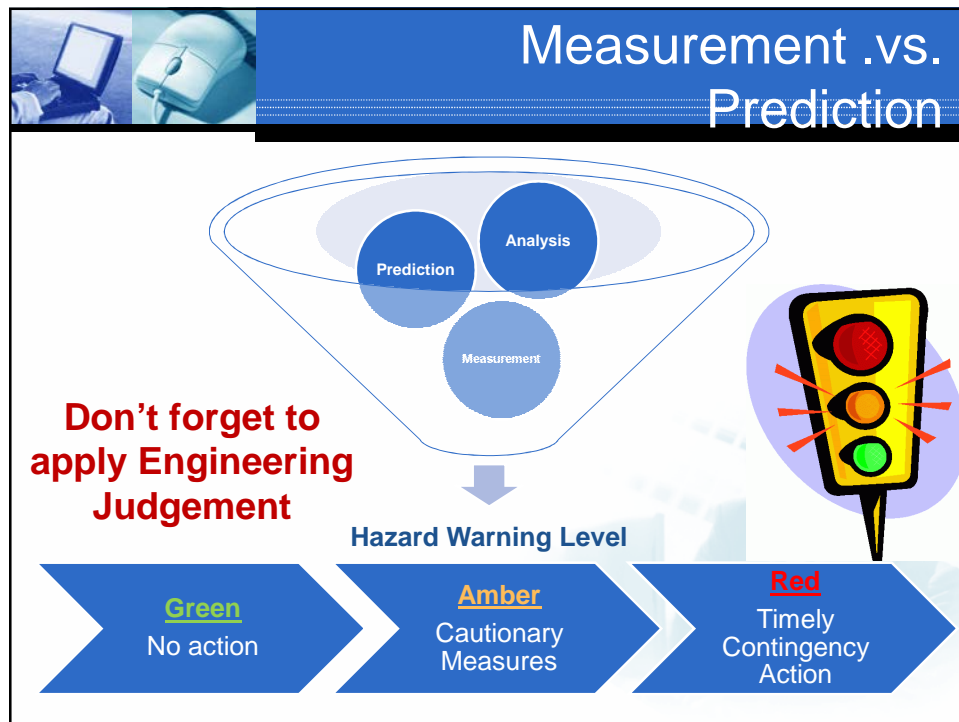 Measurement .vs.
Prediction
Analysis
Prediction
Measurement
Don’t forget to
apply Engineering
Judgement
Hazard Warning Level
Green
No action
Amber
Cautionary
Measures
Red
Timely
Contingency
Action